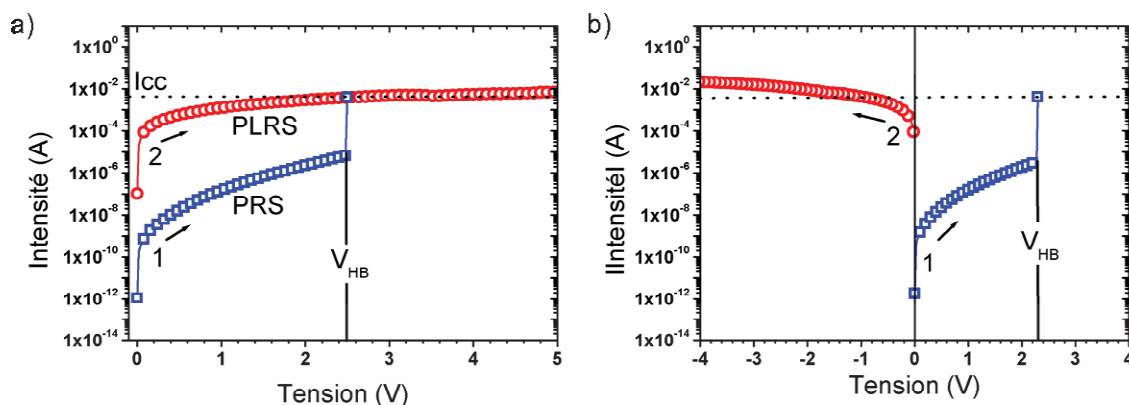 a)
Intensité (A)
1x10⁰
1x10⁻²
1x10⁻⁴
1x10⁻⁶
1x10⁻⁸
1x10⁻¹⁰
1x10⁻¹²
1x10⁻¹⁴
Icc
PLRS
2
PRS
1
V_HB
0 1 2 3 4 5
Tension (V)
b)
IIntiteI (A)
1x10⁰
1x10⁻²
1x10⁻⁴
1x10⁻⁶
1x10⁻⁸
1x10⁻¹⁰
1x10⁻¹²
1x10⁻¹⁴
2
1
V_HB
-4 -3 -2 -1 0 1 2 3 4
Tension (V)